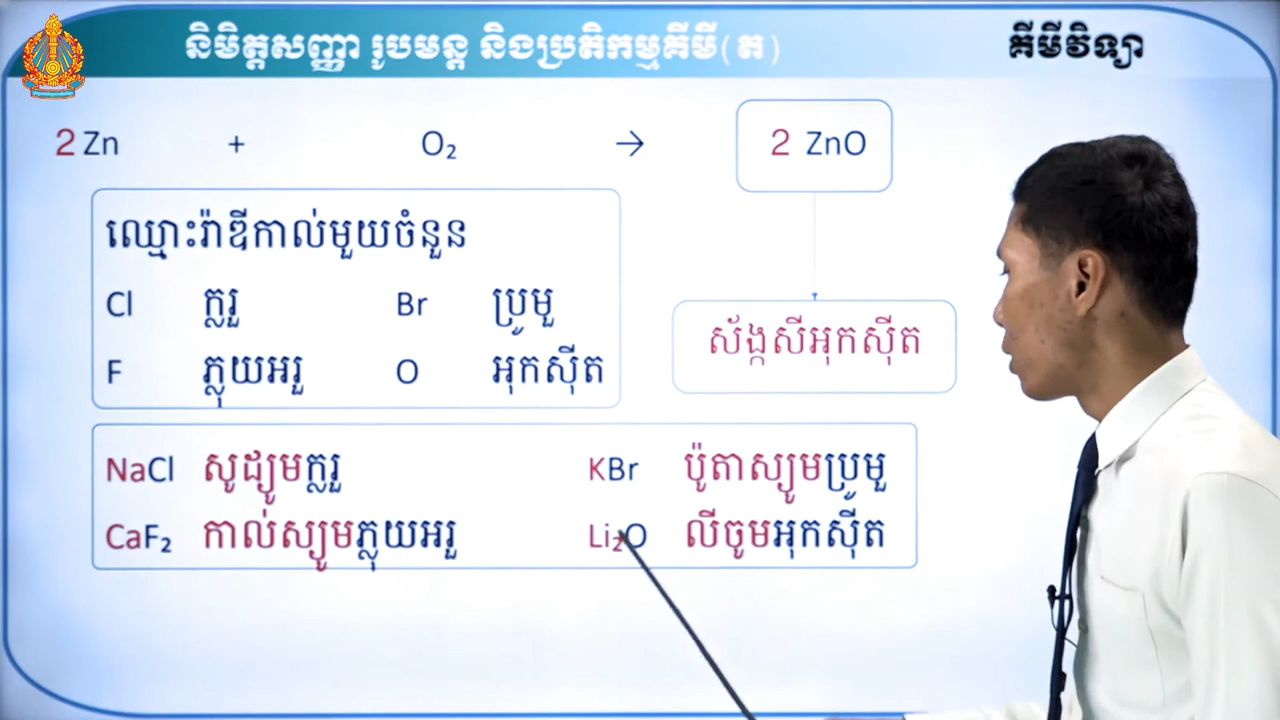 និមិត្តសញ្ញា រូបមន្ត និងប្រតិកម្មគីមី(ត)
គីមីវិទ្យា
2 Zn + O₂ → 2 ZnO
ឈ្មោះរ៉ាឌីកាល់មួយចំនួន
Cl ក្លរួ Br ប្រូមួ
F ភ្លុយអរួ O អុកស៊ីត
ស័ង្កសីអុកស៊ីត
NaCl សូដ្យូមក្លរួ KBr ប៉ូតាស្យូមប្រូមួ
CaF₂ កាល់ស្យូមភ្លុយអរួ Li₂O លីចូមអុកស៊ីត